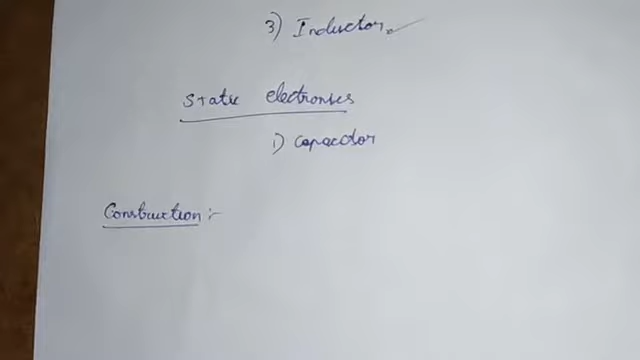 3) Inductor.
Static electronics
1) Capacitor
Construction :-